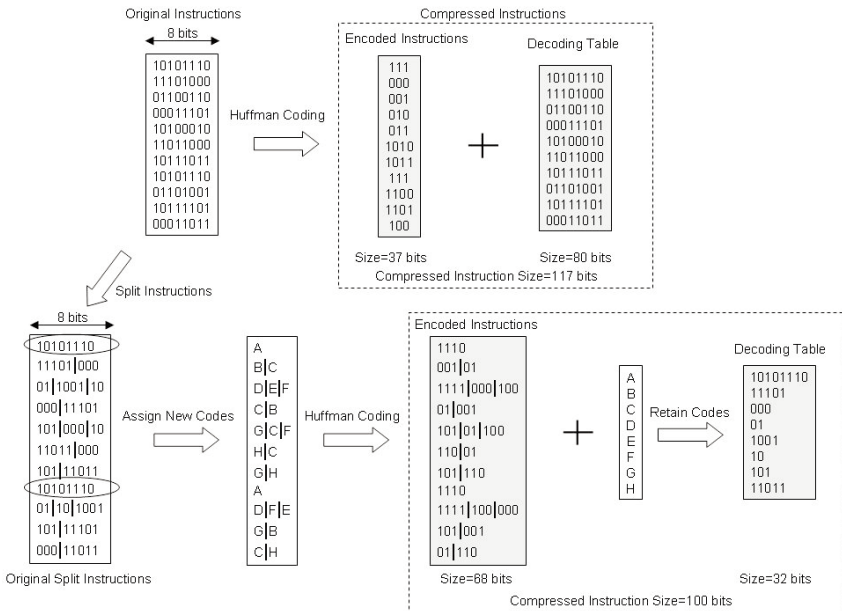 Original Instructions
8 bits
10101110
11101000
01100110
00011101
10100010
11011000
10111011
10101110
01101001
10111101
00011011
Huffman Coding
Compressed Instructions
Encoded Instructions
111
000
001
010
011
1010
1011
111
1100
1101
100
Size=37 bits
+
Decoding Table
10101110
11101000
01100110
00011101
10100010
11011000
10111011
01101001
10111101
00011011
Size=80 bits
Compressed Instruction Size=117 bits
Split Instructions
8 bits
10101110
11101|000
01|1001|10
000|11101
101|000|10
11011|000
101|11011
10101110
01|10|1001
101|11101
000|11011
Original Split Instructions
Assign New Codes
A
B|C
D|E|F
C|B
G|C|F
H|C
G|H
A
D|F|E
G|B
C|H
Huffman Coding
Encoded Instructions
1110
001|01
1111|000|100
01|001
101|01|100
110|01
101|110
1110
1111|100|000
101|001
01|110
Size=68 bits
+
A
B
C
D
E
F
G
H
Retain Codes
Decoding Table
10101110
11101
000
01
1001
10
101
11011
Size=32 bits
Compressed Instruction Size=100 bits